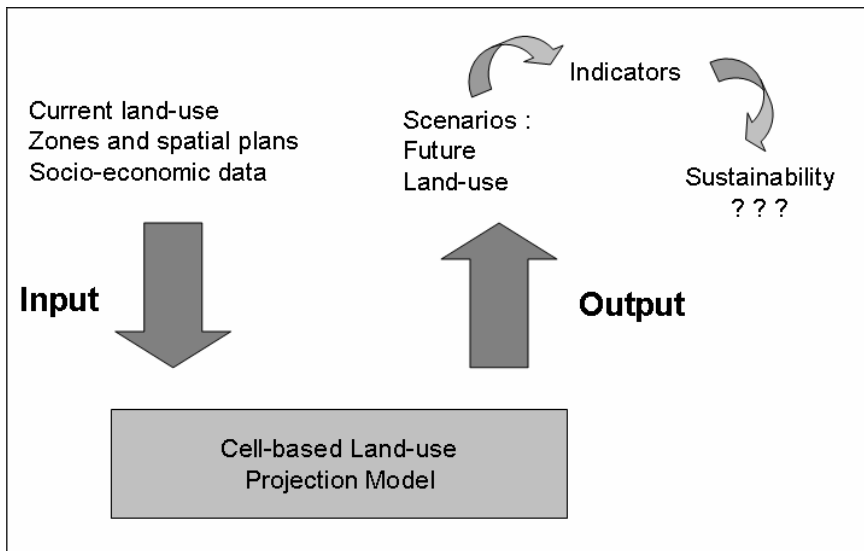 Current land-use
Zones and spatial plans
Socio-economic data
Input
Cell-based Land-use
Projection Model
Scenarios :
Future
Land-use
Output
Indicators
Sustainability
? ? ?